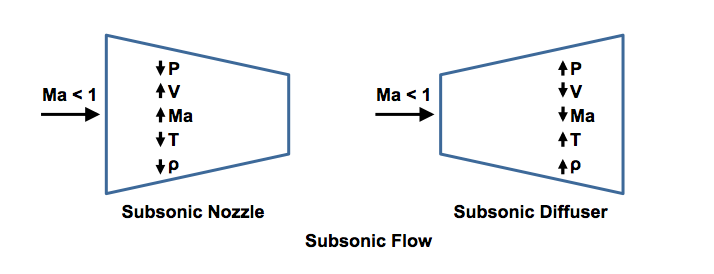 Ma < 1
↓P
↑V
↑Ma
↓T
↓ρ
Subsonic Nozzle
Ma < 1
↑P
↓V
↓Ma
↑T
↑ρ
Subsonic Diffuser
Subsonic Flow